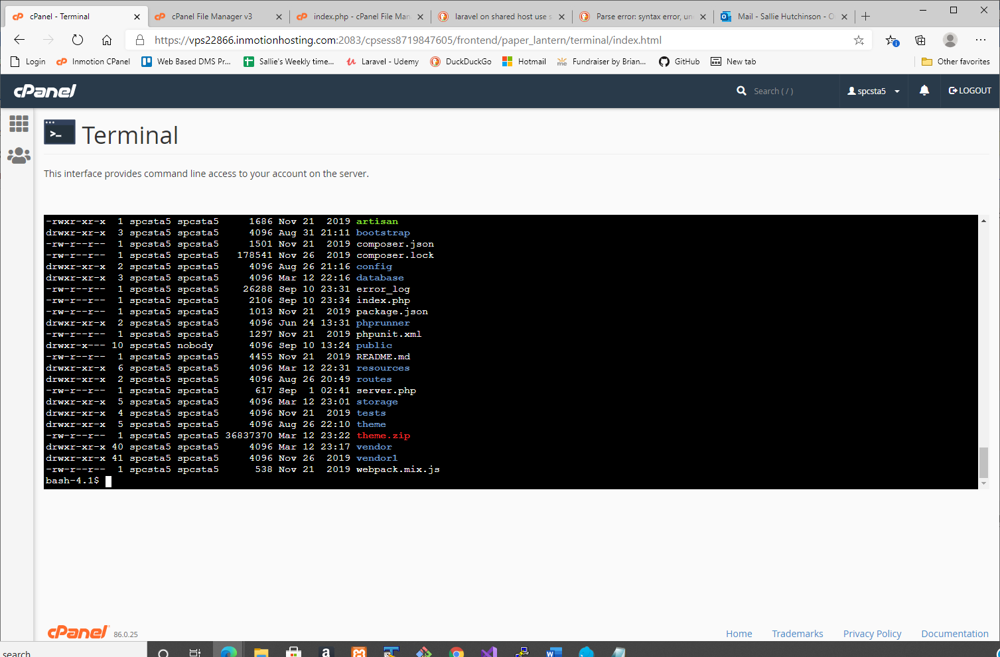 cPanel - Terminal
cPanel File Manager v3
index.php - cPanel File Man
laravel on shared host use s
Parse error: syntax error, un
Mail - Sallie Hutchinson - O
https://vps22866.inmotionhosting.com:2083/cpsess8719847605/frontend/paper_lantern/terminal/index.html
Login
Inmotion CPanel
Web Based DMS Pr...
Sallie's Weekly time...
Laravel - Udemy
DuckDuckGo
Hotmail
Fundraiser by Brian...
GitHub
New tab
Other favorites
cPanel
Search ( / )
spcsta5
LOGOUT
Terminal
This interface provides command line access to your account on the server.
-rwxr-xr-x 1 spcsta5 spcsta5 1686 Nov 21 2019 artisan
drwxr-xr-x 3 spcsta5 spcsta5 4096 Aug 31 21:11 bootstrap
-rw-r--r-- 1 spcsta5 spcsta5 1501 Nov 21 2019 composer.json
-rw-r--r-- 1 spcsta5 spcsta5 178541 Nov 26 2019 composer.lock
drwxr-xr-x 2 spcsta5 spcsta5 4096 Aug 26 21:16 config
drwxr-xr-x 3 spcsta5 spcsta5 4096 Mar 12 22:16 database
-rw-r--r-- 1 spcsta5 spcsta5 26288 Sep 10 23:31 error_log
-rw-r--r-- 1 spcsta5 spcsta5 2106 Sep 10 23:34 index.php
-rw-r--r-- 1 spcsta5 spcsta5 1013 Nov 21 2019 package.json
drwxr-xr-x 2 spcsta5 spcsta5 4096 Jun 24 13:31 phprunner
-rw-r--r-- 1 spcsta5 spcsta5 1297 Nov 21 2019 phpunit.xml
drwxr-x--- 10 spcsta5 nobody 4096 Sep 10 13:24 public
-rw-r--r-- 1 spcsta5 spcsta5 4455 Nov 21 2019 README.md
drwxr-xr-x 6 spcsta5 spcsta5 4096 Mar 12 22:31 resources
drwxr-xr-x 2 spcsta5 spcsta5 4096 Aug 26 20:49 routes
-rw-r--r-- 1 spcsta5 spcsta5 617 Sep 1 02:41 server.php
drwxr-xr-x 5 spcsta5 spcsta5 4096 Mar 12 23:01 storage
drwxr-xr-x 4 spcsta5 spcsta5 4096 Nov 21 2019 tests
drwxr-xr-x 5 spcsta5 spcsta5 4096 Aug 26 22:10 theme
-rw-r--r-- 1 spcsta5 spcsta5 36837370 Mar 12 23:22 theme.zip
drwxr-xr-x 40 spcsta5 spcsta5 4096 Mar 12 23:17 vendor
drwxr-xr-x 41 spcsta5 spcsta5 4096 Nov 26 2019 vendor1
-rw-r--r-- 1 spcsta5 spcsta5 538 Nov 21 2019 webpack.mix.js
bash-4.1$
cPanel 86.0.25
Home
Trademarks
Privacy Policy
Documentation
search